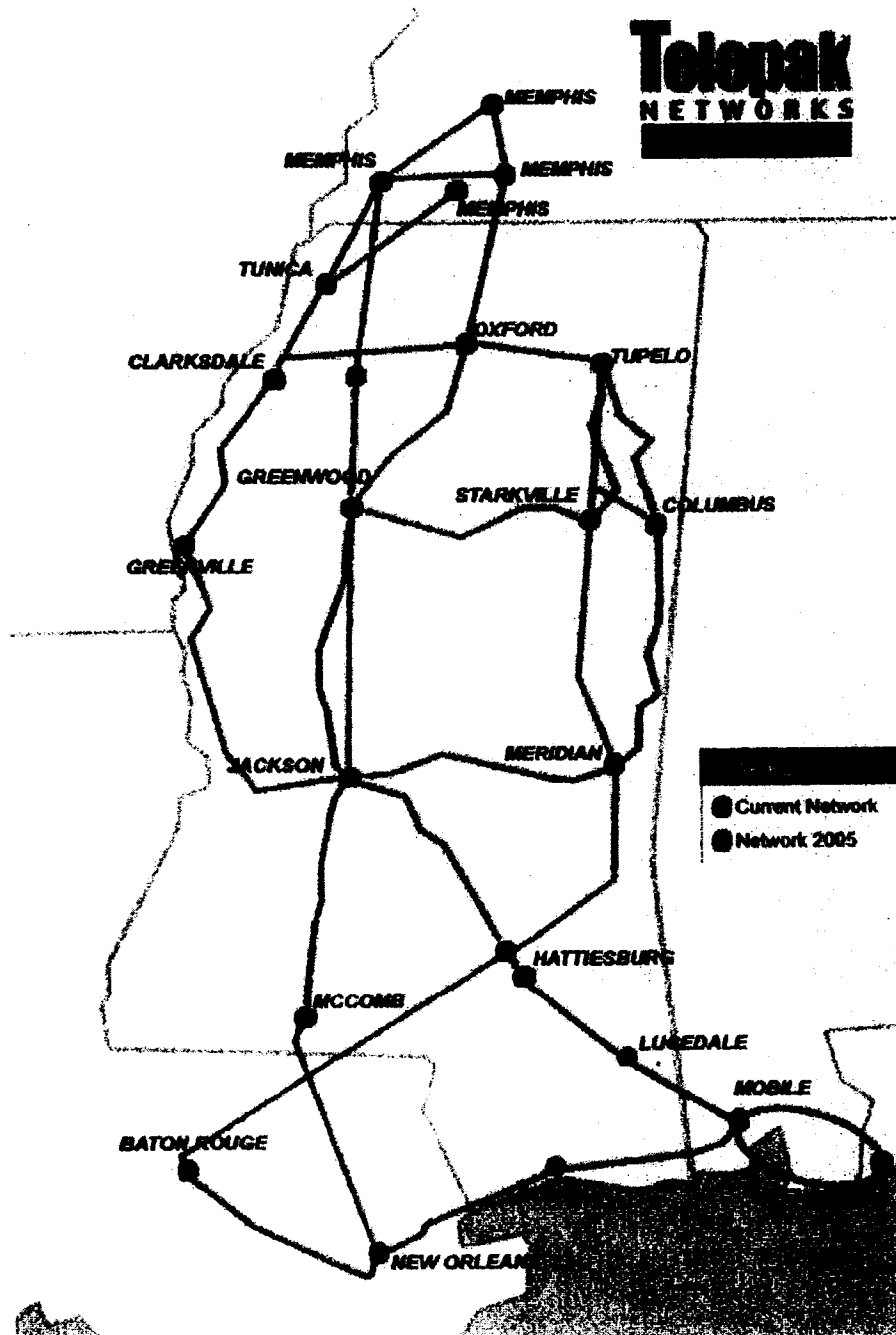 Telepak
NETWORKS
MEMPHIS
MEMPHIS
MEMPHIS
MEMPHIS
TUNICA
OXFORD
CLARKSDALE
TUPELO
GREENWOOD
STARKVILLE
COLUMBUS
GREENVILLE
JACKSON
MERIDIAN
Current Network
Network 2005
HATTIESBURG
MCCOMB
LUCEDALE
MOBILE
BATON ROUGE
NEW ORLEAN